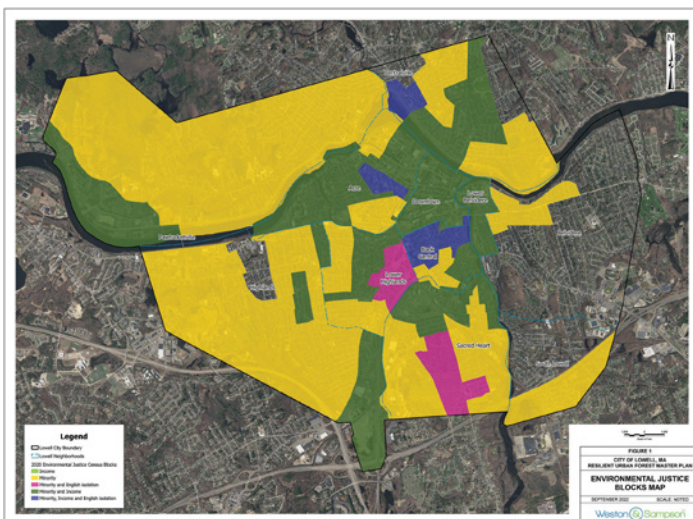 N
Centralville
Acre
Downtown
Lower
Belvidere
Pawtucketville
Belvidere
Back
Central
Lower
Highlands
Highlands
Sacred Heart
South Lowell
Legend
Lowell City Boundary
Lowell Neighborhoods
2020 Environmental Justice Census Blocks
Income
Minority
Minority and English isolation
Minority and Income
Minority, Income and English isolation
FIGURE 1
CITY OF LOWELL, MA
RESILIENT URBAN FOREST MASTER PLAN
ENVIRONMENTAL JUSTICE
BLOCKS MAP
SEPTEMBER 2022 SCALE: NOTED
Weston & Sampson